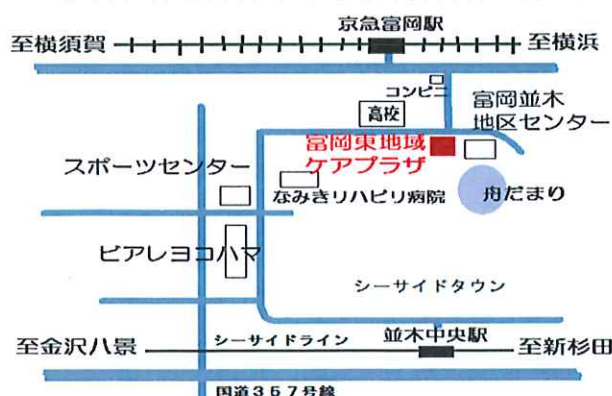 京急富岡駅
至横須賀
至横浜
コンビニ
高校
富岡並木
地区センター
富岡東地域
ケアプラザ
スポーツセンター
なみきリハビリ病院
舟だまり
ビアレヨコハマ
シーサイドタウン
シーサイドライン
並木中央駅
至金沢八景
至新杉田
国道357号線